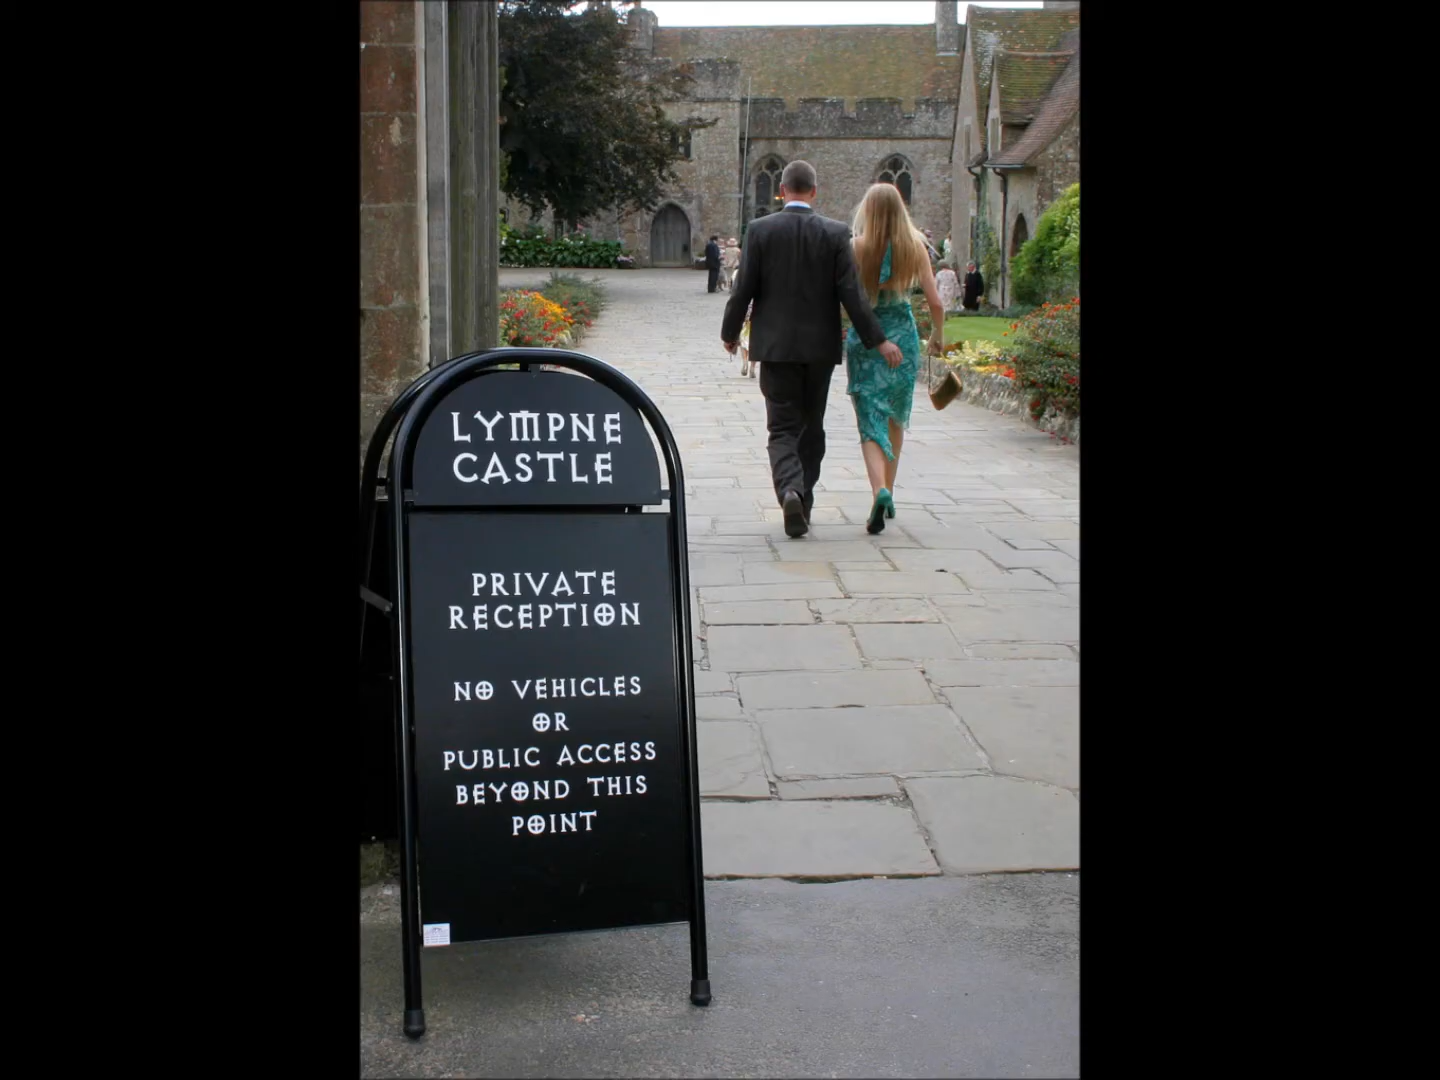 LYMPNE
CASTLE
PRIVATE
RECEPTION
NO VEHICLES
OR
PUBLIC ACCESS
BEYOND THIS
POINT